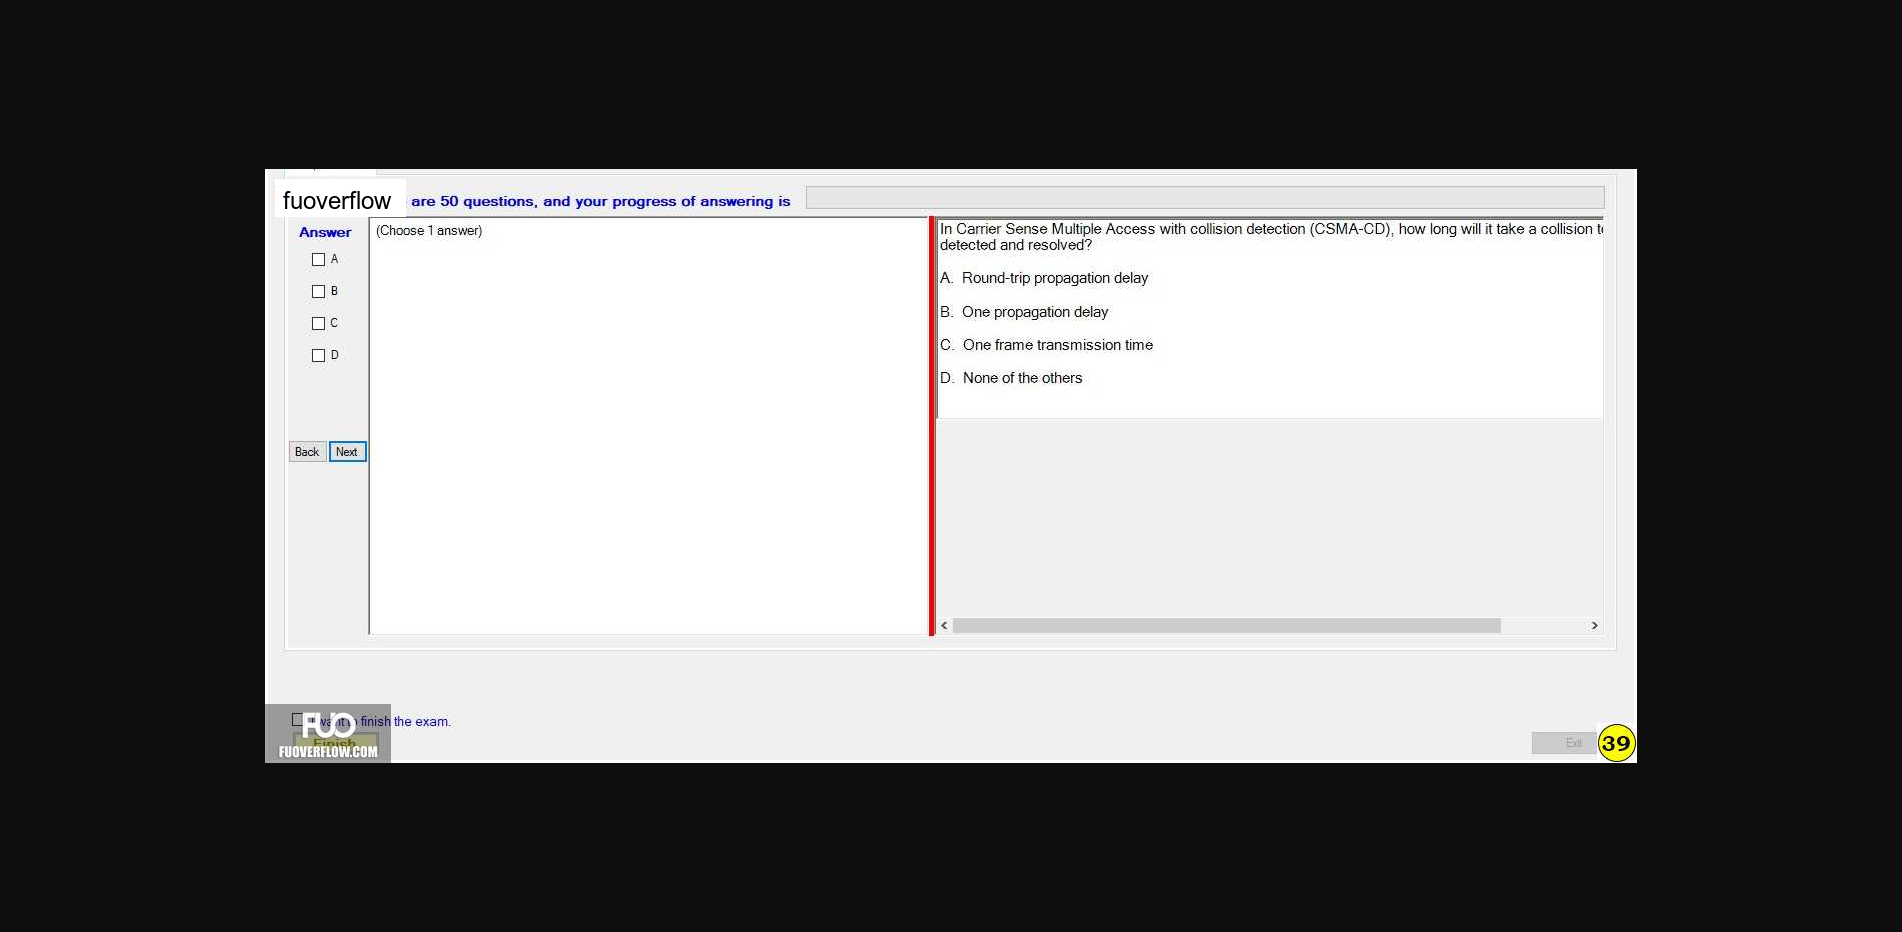 fuoverflow are 50 questions, and your progress of answering is
Answer
A
B
C
D
Back Next
(Choose 1 answer)
In Carrier Sense Multiple Access with collision detection (CSMA-CD), how long will it take a collision
detected and resolved?
A. Round-trip propagation delay
B. One propagation delay
C. One frame transmission time
D. None of the others
I want to finish the exam.
Finish
FUO
FUOVERFLOW.COM
Exit
39